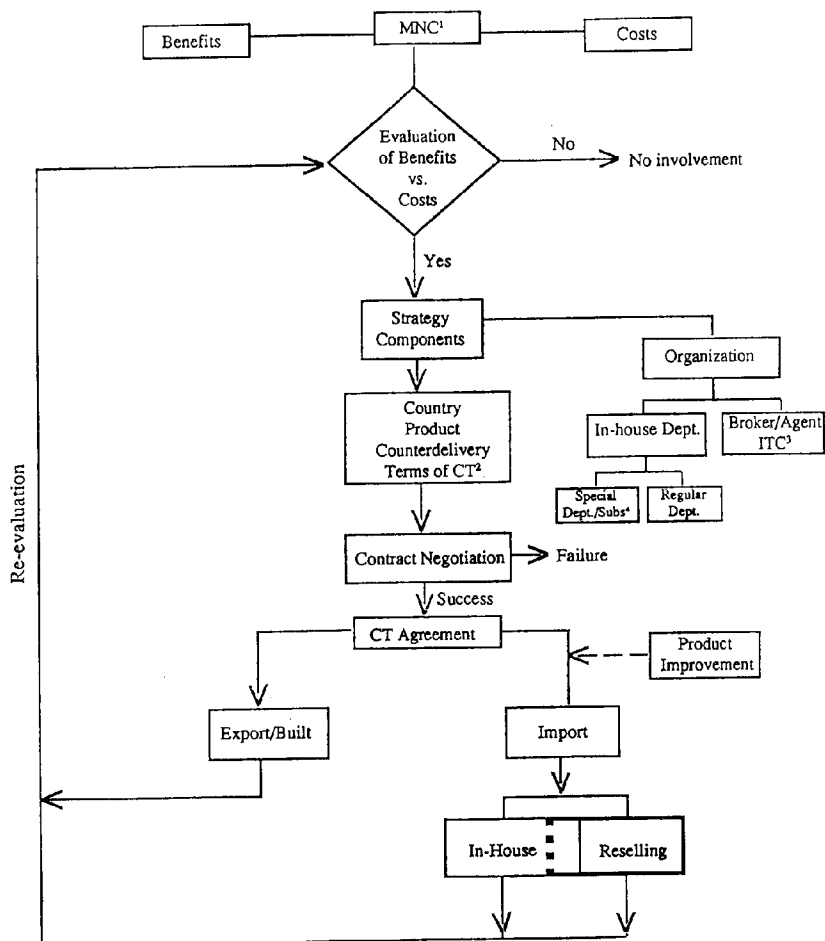 MNC¹
Benefits
Costs
Evaluation
of Benefits
vs.
Costs
No
No involvement
Yes
Strategy
Components
Organization
Country
Product
Counterdelivery
Terms of CT²
In-house Dept.
Broker/Agent
ITC³
Special
Dept./Subs⁴
Regular
Dept.
Re-evaluation
Contract Negotiation
Failure
Success
CT Agreement
Product
Improvement
Export/Built
Import
In-House
Reselling